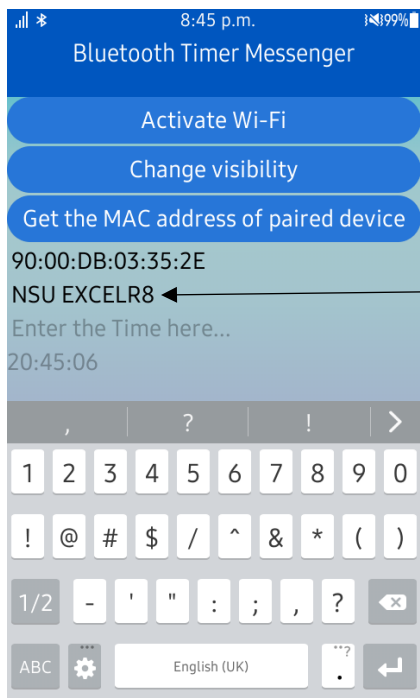 8:45 p.m. 99%
Bluetooth Timer Messenger
Activate Wi-Fi
Change visibility
Get the MAC address of paired device
90:00:DB:03:35:2E
NSU EXCELR8
Enter the Time here...
20:45:06
, ? !
1 2 3 4 5 6 7 8 9 0
! @ # $ / ^ & * ( )
1/2 - ' " : ; , ?
ABC English (UK) . ?